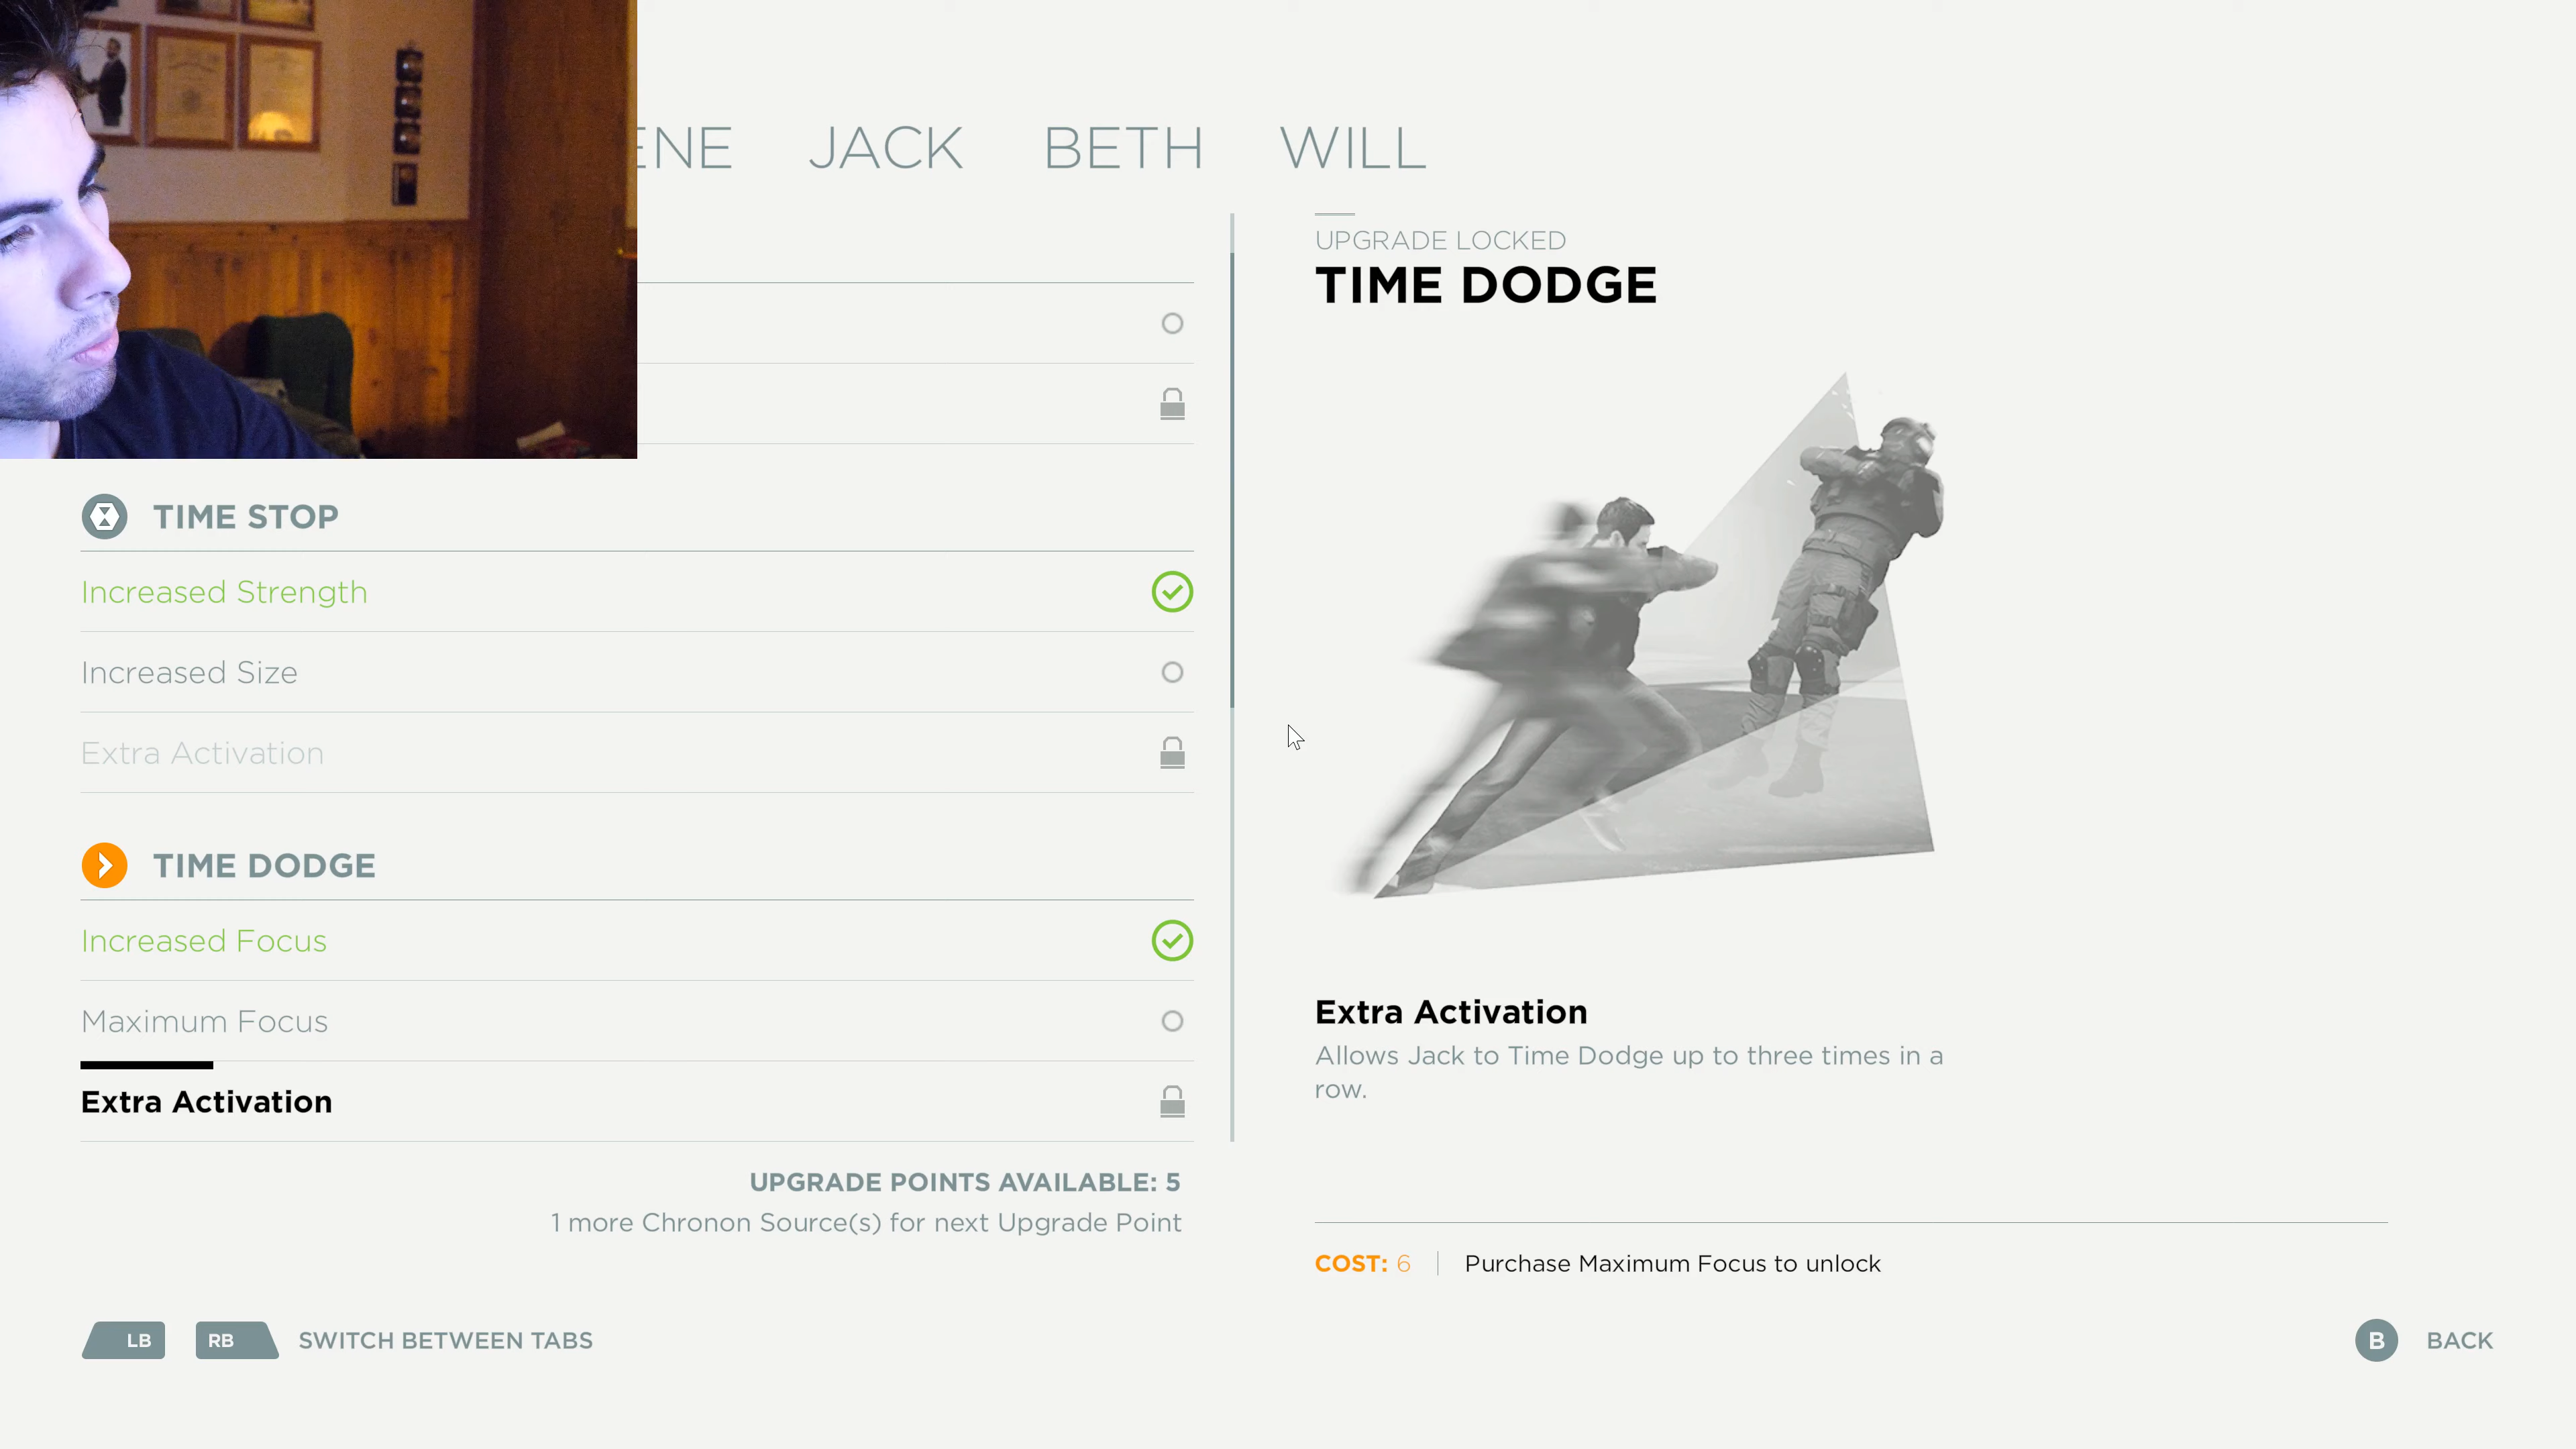 JACK BETH WILL
UPGRADE LOCKED
TIME DODGE
TIME STOP
Increased Strength
Increased Size
Extra Activation
TIME DODGE
Increased Focus
Maximum Focus
Extra Activation
UPGRADE POINTS AVAILABLE: 5
1 more Chronon Source(s) for next Upgrade Point
Extra Activation
Allows Jack to Time Dodge up to three times in a
row.
COST: 6 Purchase Maximum Focus to unlock
LB RB SWITCH BETWEEN TABS
B BACK